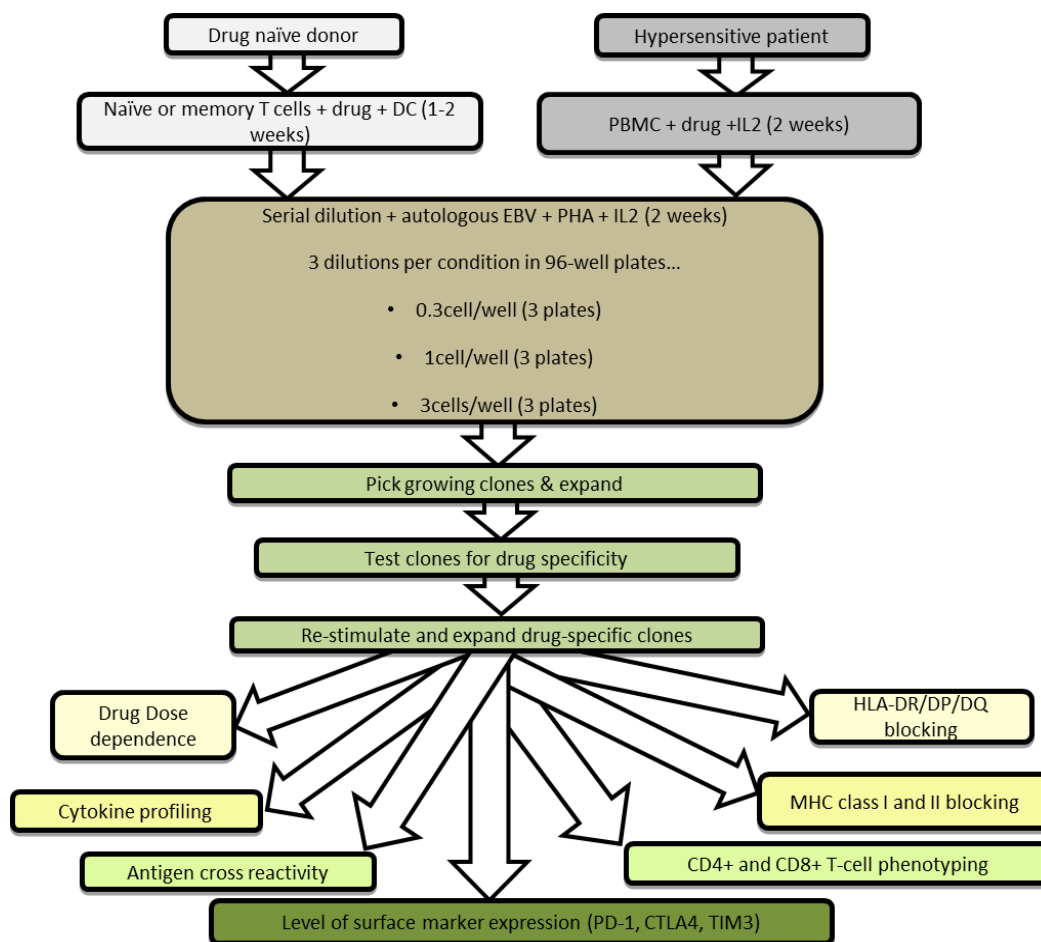 Drug naïve donor
Hypersensitive patient
Naïve or memory T cells + drug + DC (1-2
weeks)
PBMC + drug +IL2 (2 weeks)
Serial dilution + autologous EBV + PHA + IL2 (2 weeks)
3 dilutions per condition in 96-well plates...
• 0.3cell/well (3 plates)
• 1cell/well (3 plates)
• 3cells/well (3 plates)
Pick growing clones & expand
Test clones for drug specificity
Re-stimulate and expand drug-specific clones
Drug Dose
dependence
HLA-DR/DP/DQ
blocking
Cytokine profiling
MHC class I and II blocking
Antigen cross reactivity
CD4+ and CD8+ T-cell phenotyping
Level of surface marker expression (PD-1, CTLA4, TIM3)